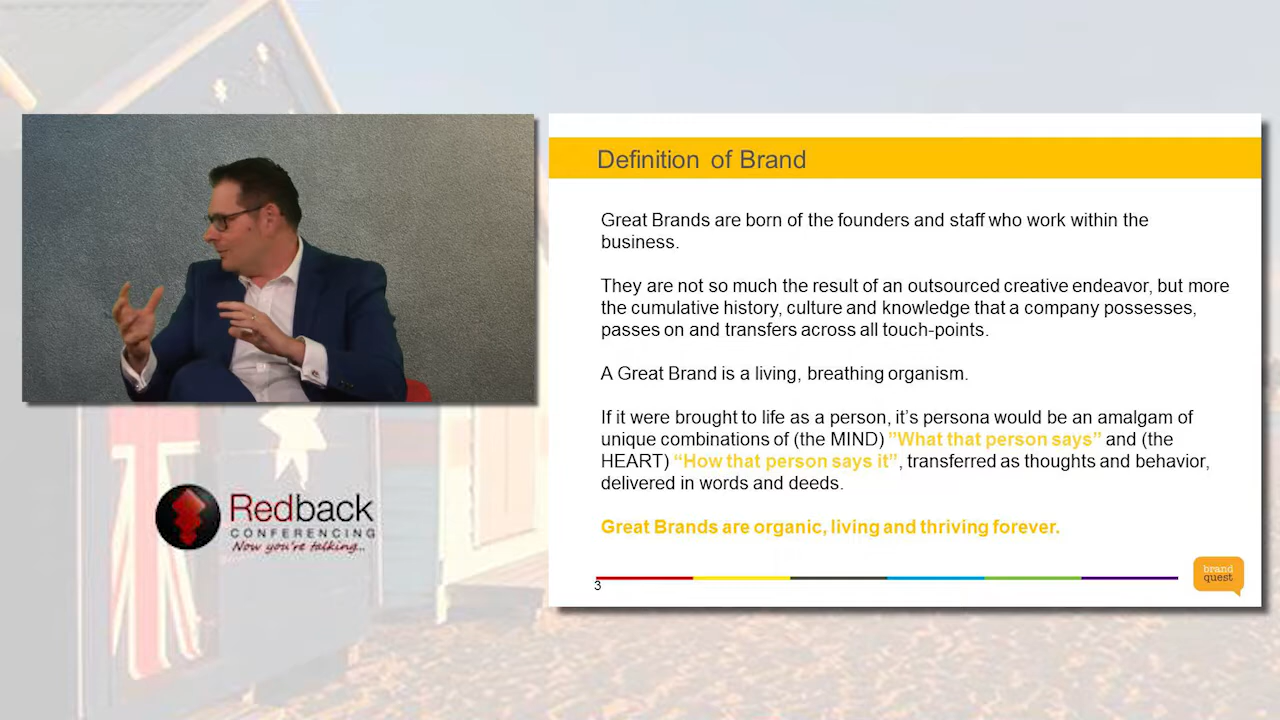 Definition of Brand
Great Brands are born of the founders and staff who work within the
business.
They are not so much the result of an outsourced creative endeavor, but more
the cumulative history, culture and knowledge that a company possesses,
passes on and transfers across all touch-points.
A Great Brand is a living, breathing organism.
If it were brought to life as a person, it’s persona would be an amalgam of
unique combinations of (the MIND) ”What that person says” and (the
HEART) “How that person says it”, transferred as thoughts and behavior,
delivered in words and deeds.
Great Brands are organic, living and thriving forever.
3
brand
quest
Redback
CONFERENCING
Now you're talking...